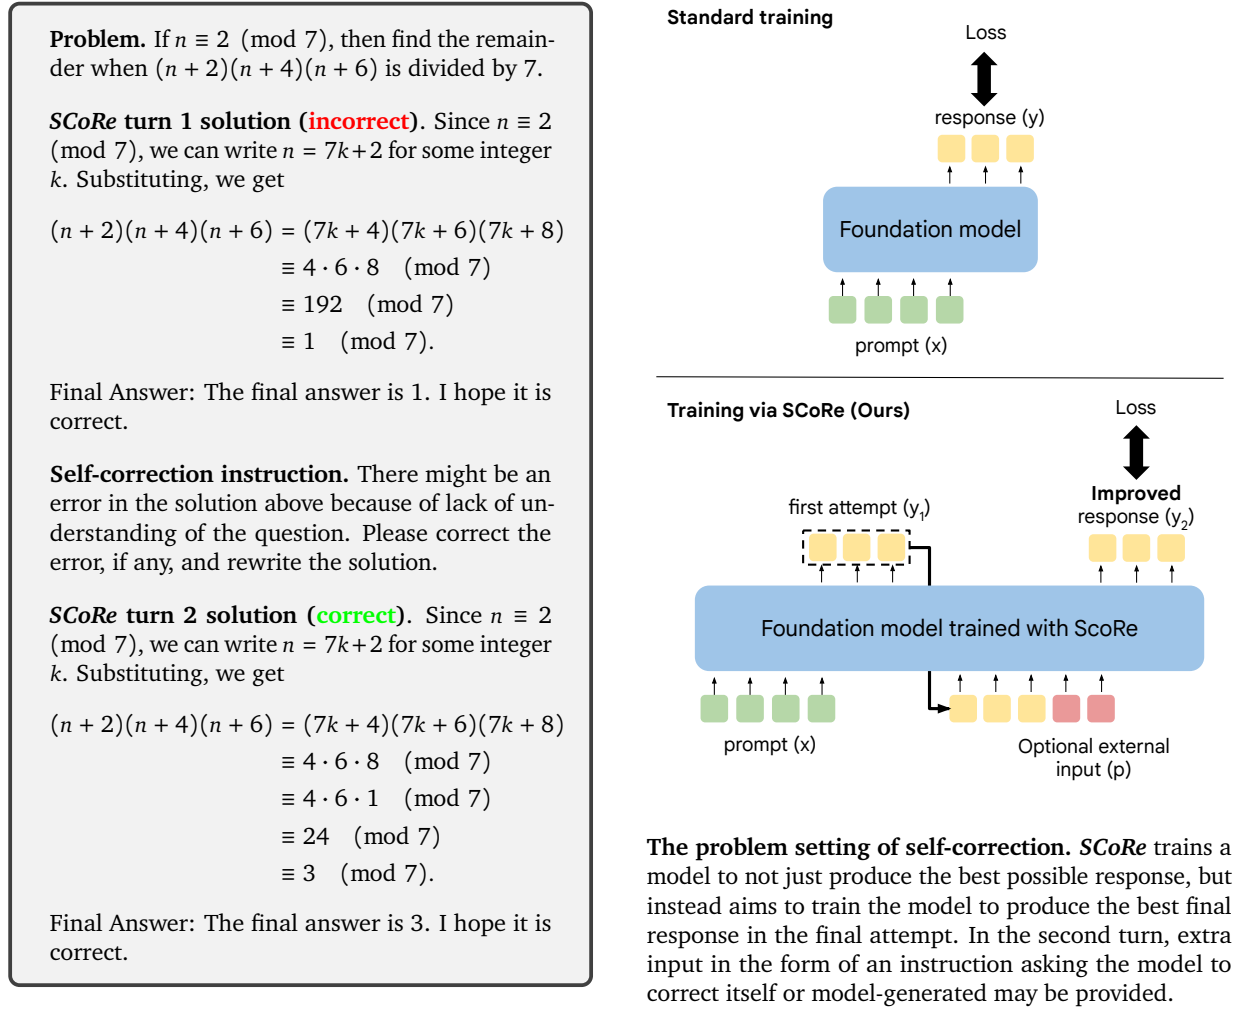 Problem. If n ≡ 2 (mod 7), then find the remain-
der when (n + 2)(n + 4)(n + 6) is divided by 7.
SCoRe turn 1 solution (incorrect). Since n ≡ 2
(mod 7), we can write n = 7k+2 for some integer
k. Substituting, we get
(n + 2)(n + 4)(n + 6) = (7k + 4)(7k + 6)(7k + 8)
≡ 4 · 6 · 8 (mod 7)
≡ 192 (mod 7)
≡ 1 (mod 7).
Final Answer: The final answer is 1. I hope it is
correct.
Self-correction instruction. There might be an
error in the solution above because of lack of un-
derstanding of the question. Please correct the
error, if any, and rewrite the solution.
SCoRe turn 2 solution (correct). Since n ≡ 2
(mod 7), we can write n = 7k+2 for some integer
k. Substituting, we get
(n + 2)(n + 4)(n + 6) = (7k + 4)(7k + 6)(7k + 8)
≡ 4 · 6 · 8 (mod 7)
≡ 4 · 6 · 1 (mod 7)
≡ 24 (mod 7)
≡ 3 (mod 7).
Final Answer: The final answer is 3. I hope it is
correct.
Standard training
Loss
response (y)
Foundation model
prompt (x)
Training via SCoRe (Ours)
Loss
Improved
response (y₂)
first attempt (y₁)
Foundation model trained with ScoRe
prompt (x)
Optional external
input (p)
The problem setting of self-correction. SCoRe trains a
model to not just produce the best possible response, but
instead aims to train the model to produce the best final
response in the final attempt. In the second turn, extra
input in the form of an instruction asking the model to
correct itself or model-generated may be provided.